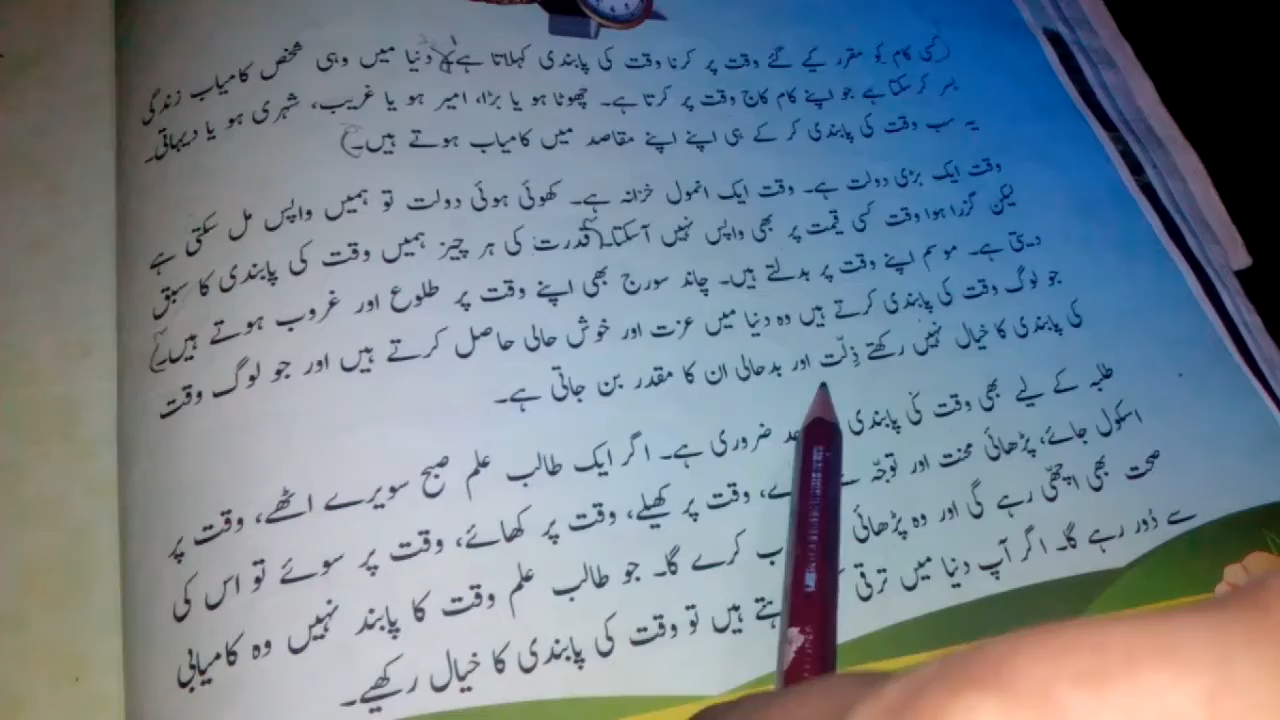 کسی کام کو مقرر کیے گئے وقت پر کرنا وقت کی پابندی کہلاتا ہے۔ دنیا میں وہی شخص کامیاب زندگی
بسر کر سکتا ہے جو اپنے کام کاج وقت پر کرتا ہے۔ چھوٹا ہو یا بڑا، امیر ہو یا غریب، شہری ہو یا دیہاتی۔
یہ سب وقت کی پابندی کر کے ہی اپنے اپنے مقاصد میں کامیاب ہوتے ہیں۔
وقت ایک بڑی دولت ہے۔ وقت ایک انمول خزانہ ہے۔ کھوئی ہوئی دولت تو ہمیں واپس مل سکتی ہے
لیکن گزرا ہوا وقت کسی قیمت پر بھی واپس نہیں آسکتا۔ قدرت کی ہر چیز ہمیں وقت کی پابندی کا سبق
دیتی ہے۔ موسم اپنے وقت پر بدلتے ہیں۔ چاند سورج بھی اپنے وقت پر طلوع اور غروب ہوتے ہیں۔
جو لوگ وقت کی پابندی کرتے ہیں وہ دنیا میں عزت اور خوش حالی حاصل کرتے ہیں اور جو لوگ وقت
کی پابندی کا خیال نہیں رکھتے ذِلّت اور بدحالی ان کا مقدر بن جاتی ہے۔
طلبہ کے لیے بھی وقت کی پابندی ضروری ہے۔ اگر ایک طالب علم صبح سویرے اٹھے، وقت پر
اسکول جائے، پڑھائی محنت اور توجّہ وقت پر کھیلے، وقت پر کھائے، وقت پر سوئے تو اس کی
صحت بھی اچھی رہے گی اور وہ پڑھائی کرے گا۔ جو طالب علم وقت کا پابند نہیں وہ کامیابی
سے دُور رہے گا۔ اگر آپ دنیا میں ترقی ہیں تو وقت کی پابندی کا خیال رکھیے۔